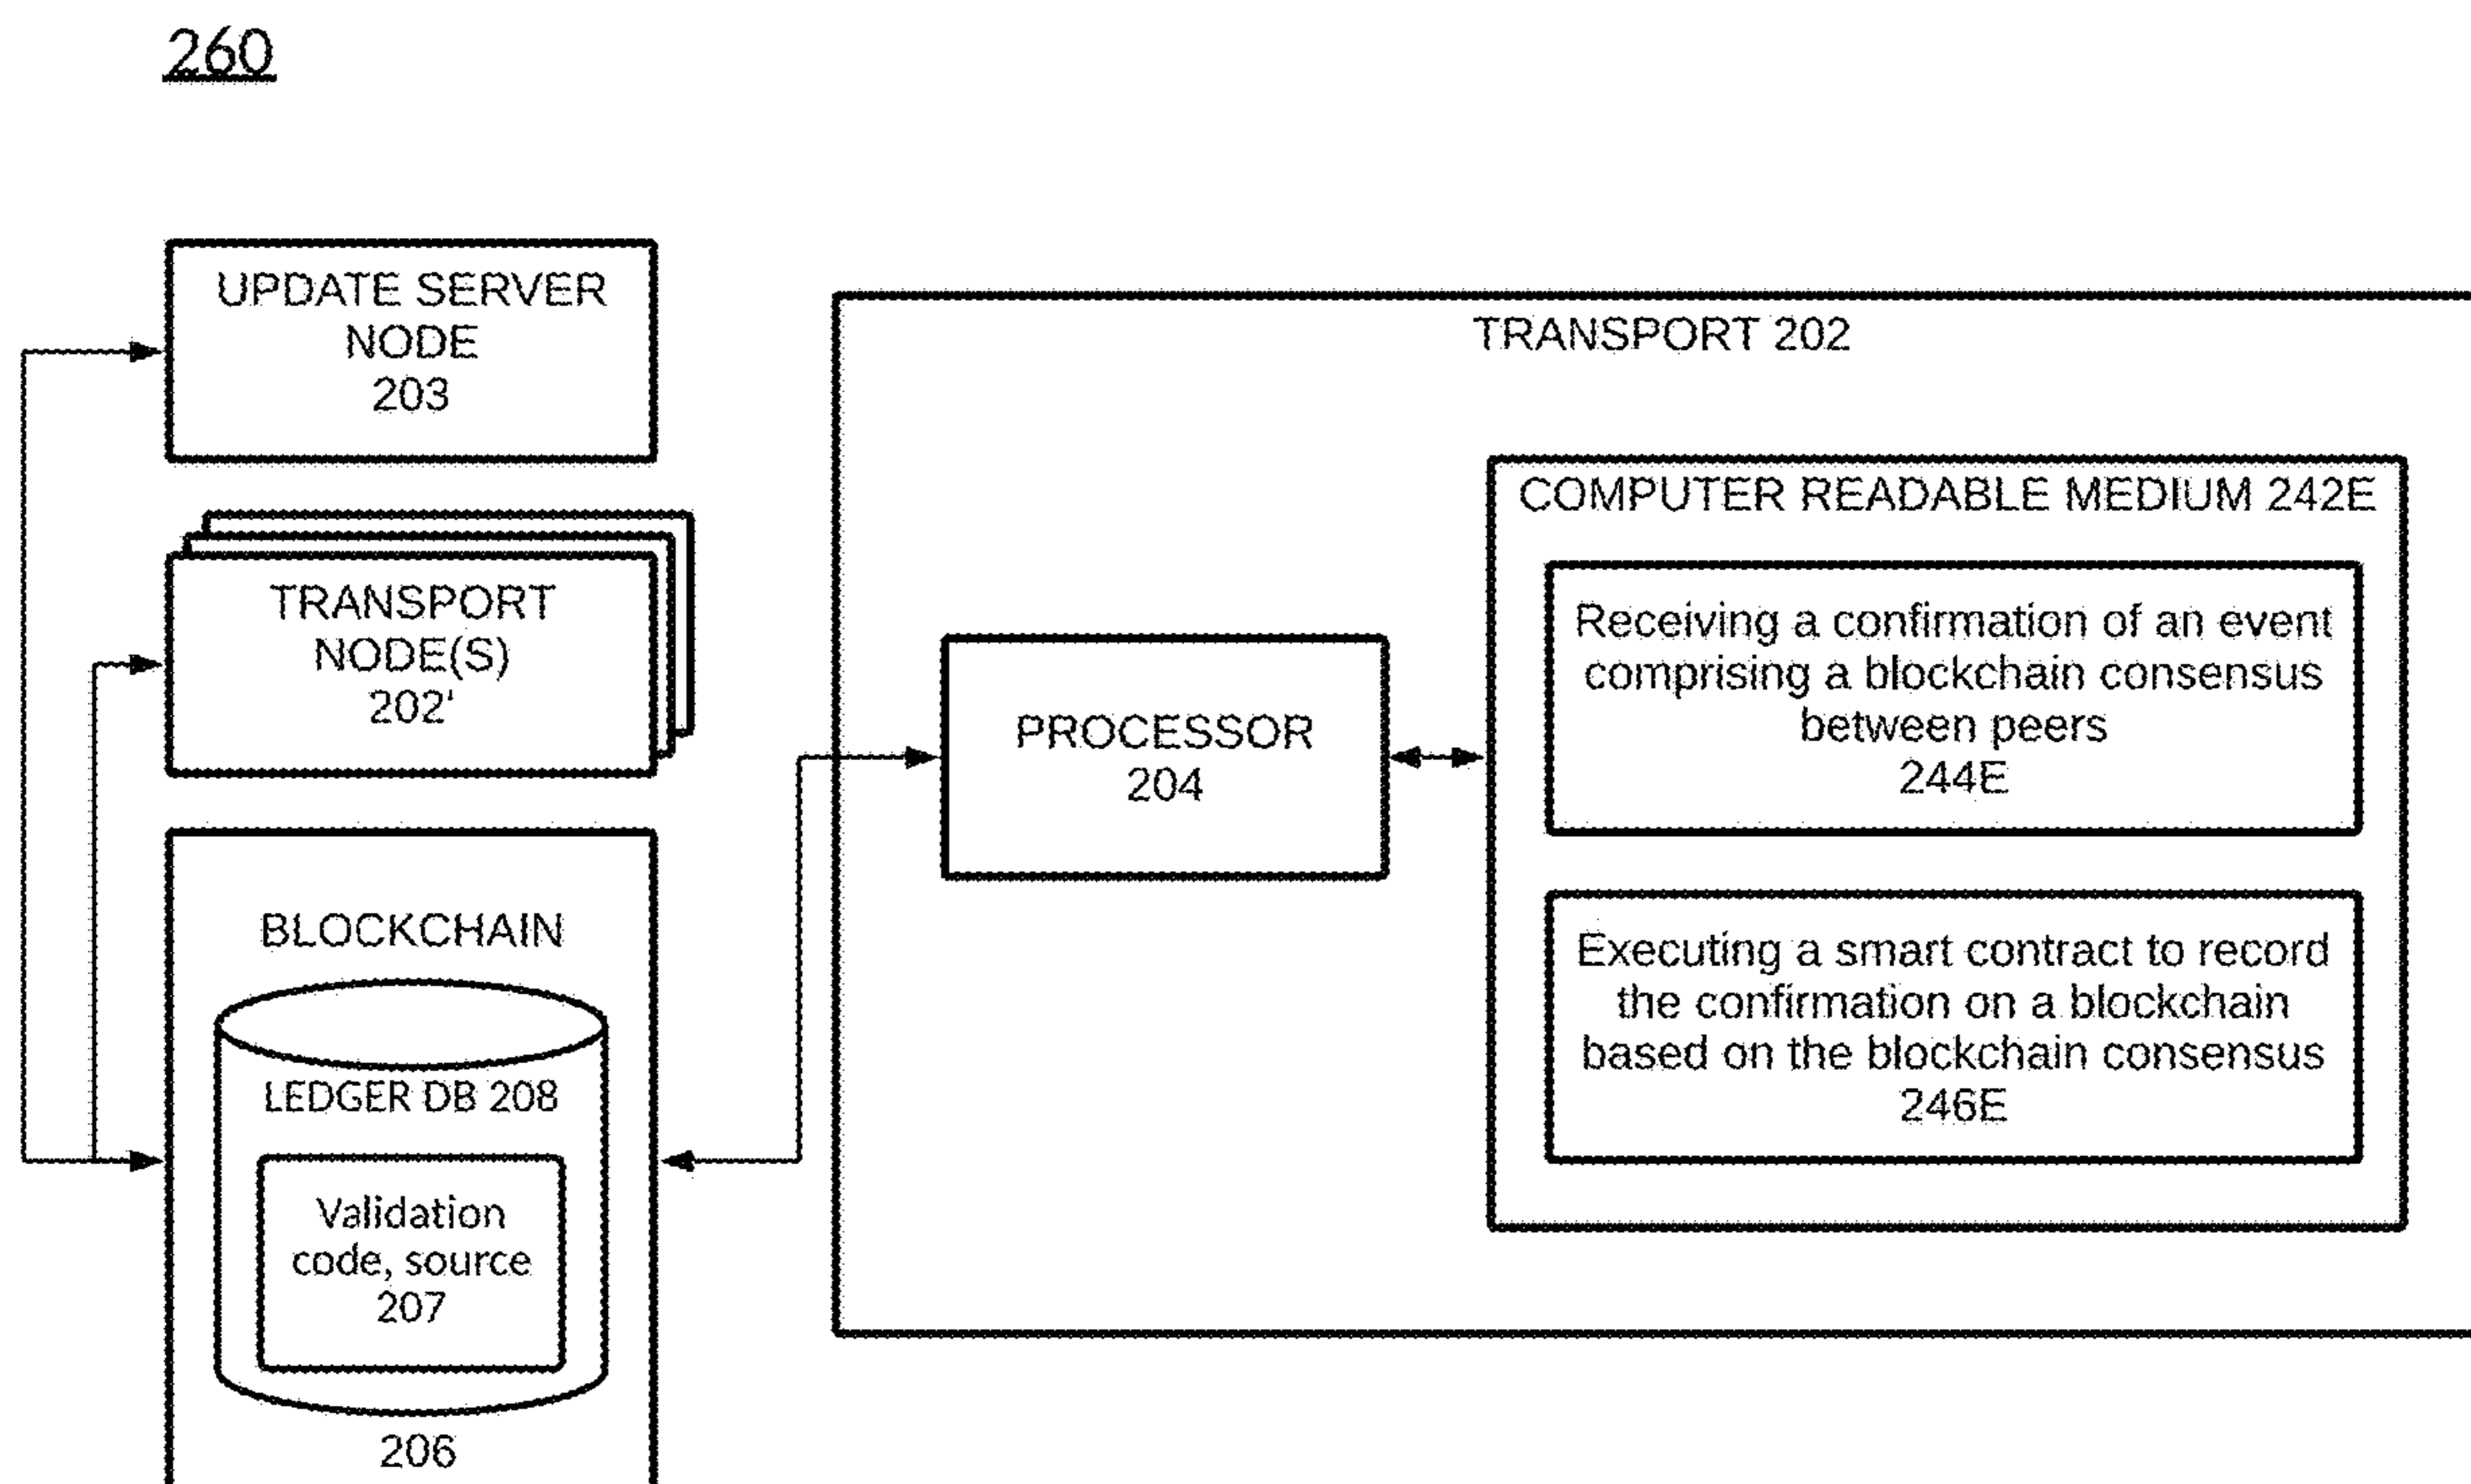 260
UPDATE SERVER
NODE
203
TRANSPORT
NODE(S)
202'
BLOCKCHAIN
LEDGER DB 208
Validation
code, source
207
206
TRANSPORT 202
PROCESSOR
204
COMPUTER READABLE MEDIUM 242E
Receiving a confirmation of an event
comprising a blockchain consensus
between peers
244E
Executing a smart contract to record
the confirmation on a blockchain
based on the blockchain consensus
246E